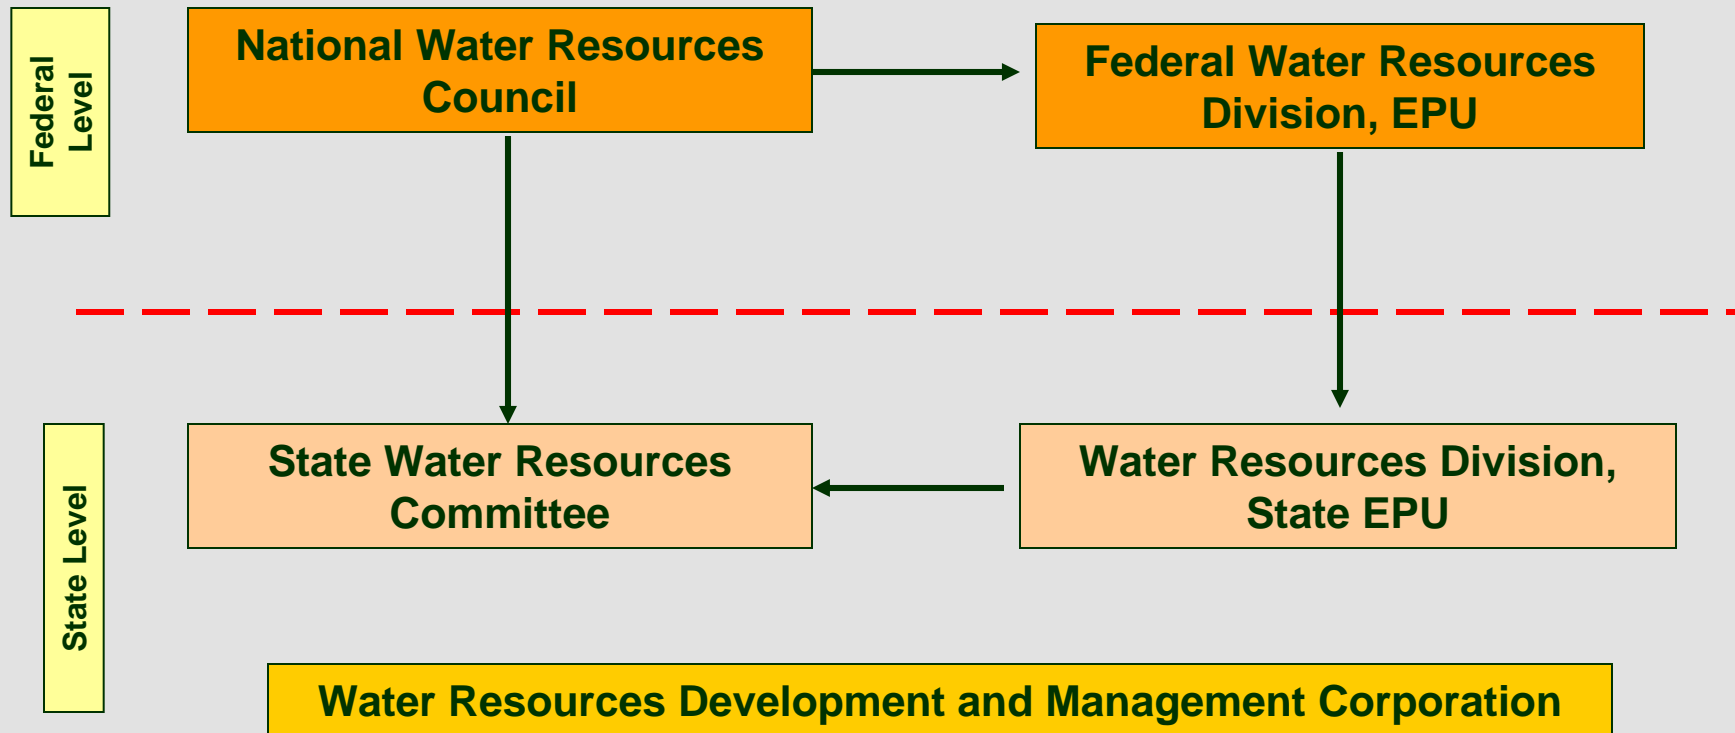 Federal
Level
National Water Resources
Council
Federal Water Resources
Division, EPU
State Level
State Water Resources
Committee
Water Resources Division,
State EPU
Water Resources Development and Management Corporation